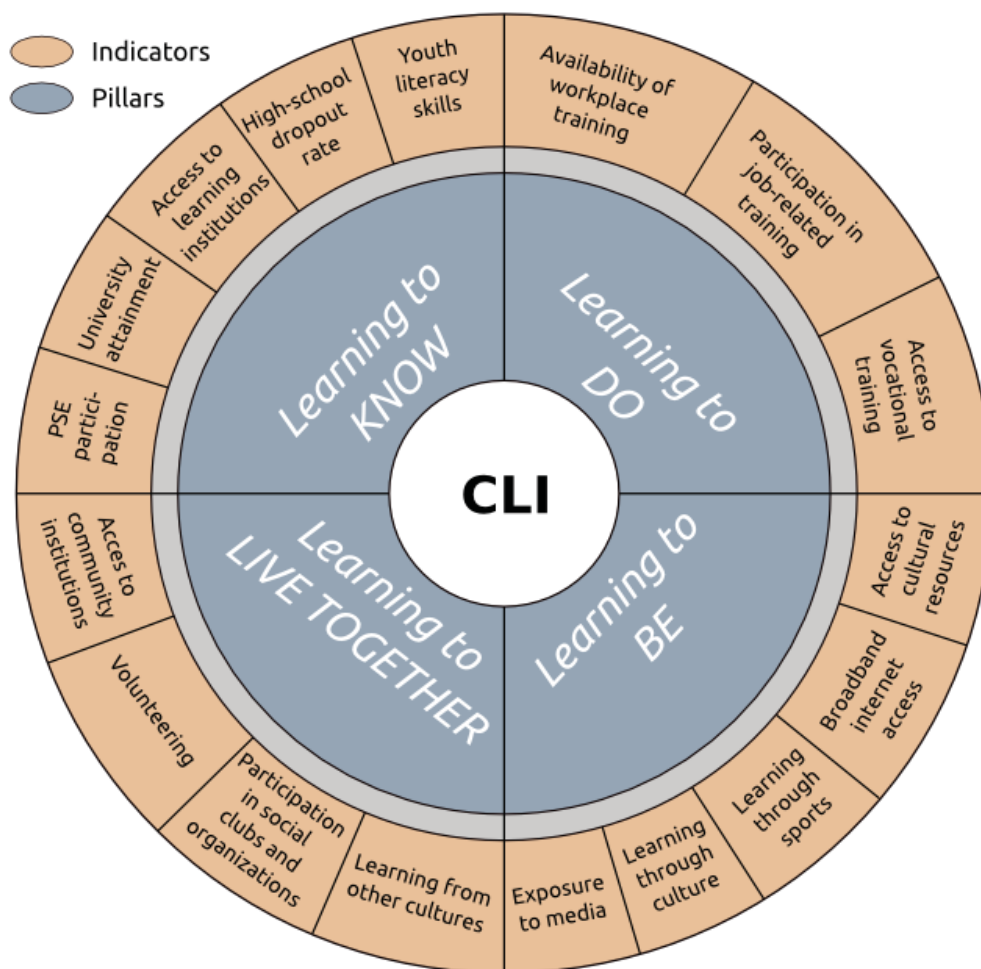 Indicators
Pillars
Youth
literacy
skills
High-school
dropout
rate
Access to
learning
institutions
University
attainment
PSE
partici-
pation
Availability of
workplace
training
Participation in
job-related
training
Access to
vocational
training
Learning to
KNOW
Learning to
DO
CLI
Learning to
LIVE TOGETHER
Learning to
BE
Acces to
community
institutions
Volunteering
Participation
in social
clubs and
organizations
Learning from
other cultures
Exposure
to media
Learning
through
culture
Learning
through
sports
Broadband
internet
access
Access to
cultural
resources